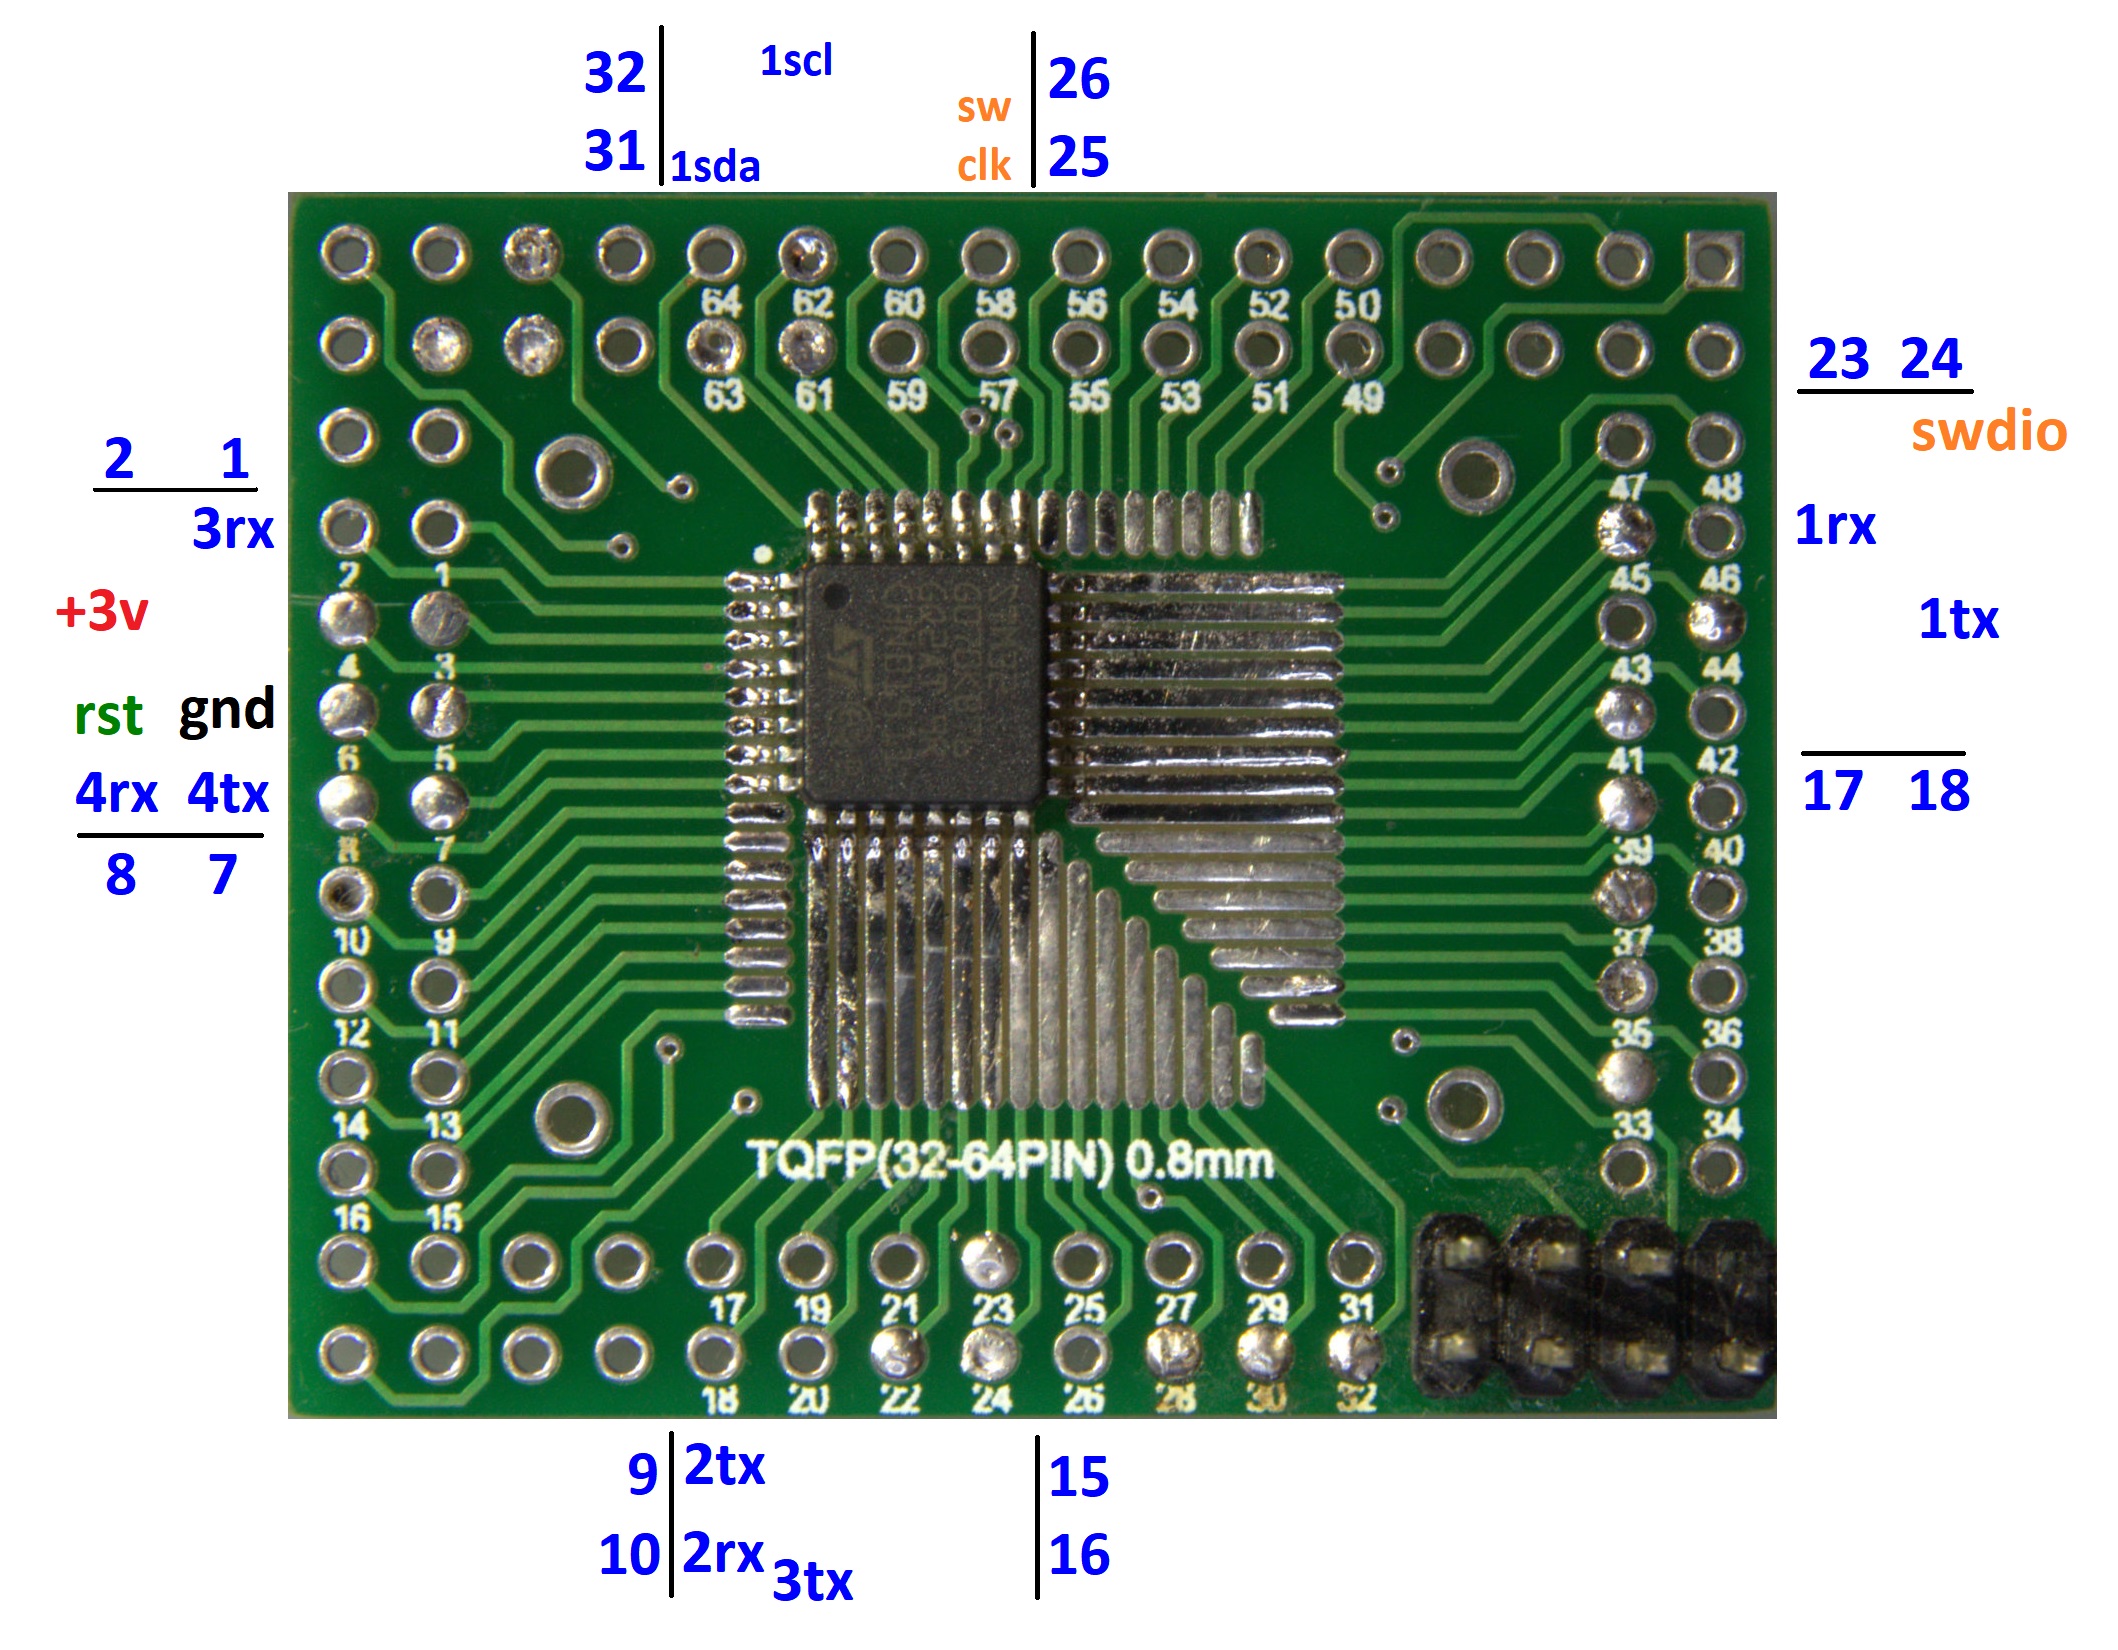 32 1scl 26
sw
31 1sda clk 25
64 62 60 58 56 54 52 50
23 24
63 61 59 57 55 53 51 49
swdio
2 1
47 48
3rx 1rx
2 1 45 46
+3v 1tx
4 3 43 44
rst gnd
6 5 41 42
4rx 4tx 17 18
8 7 39 40
8 7
10 9 37 38
12 11 35 36
14 13 33 34
TQFP(32-64PIN) 0.8mm
16 15
17 19 21 23 25 27 29 31
18 20 22 24 26 28 30 32
9 2tx 15
10 2rx 3tx 16